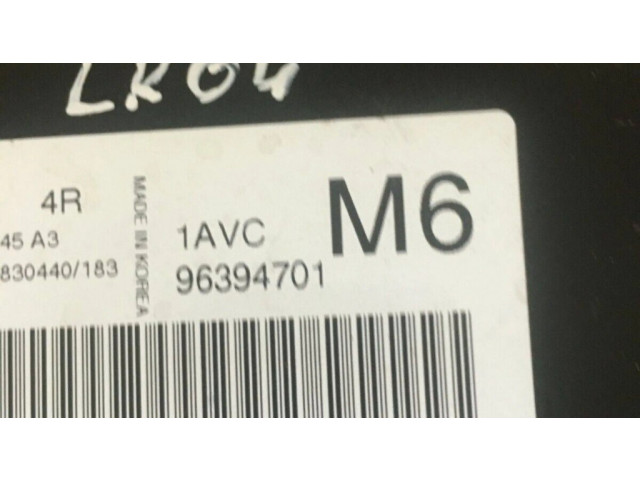 LR04
4R
MADE IN KOREA
1AVC
M6
45 A3
830440/183
96394701